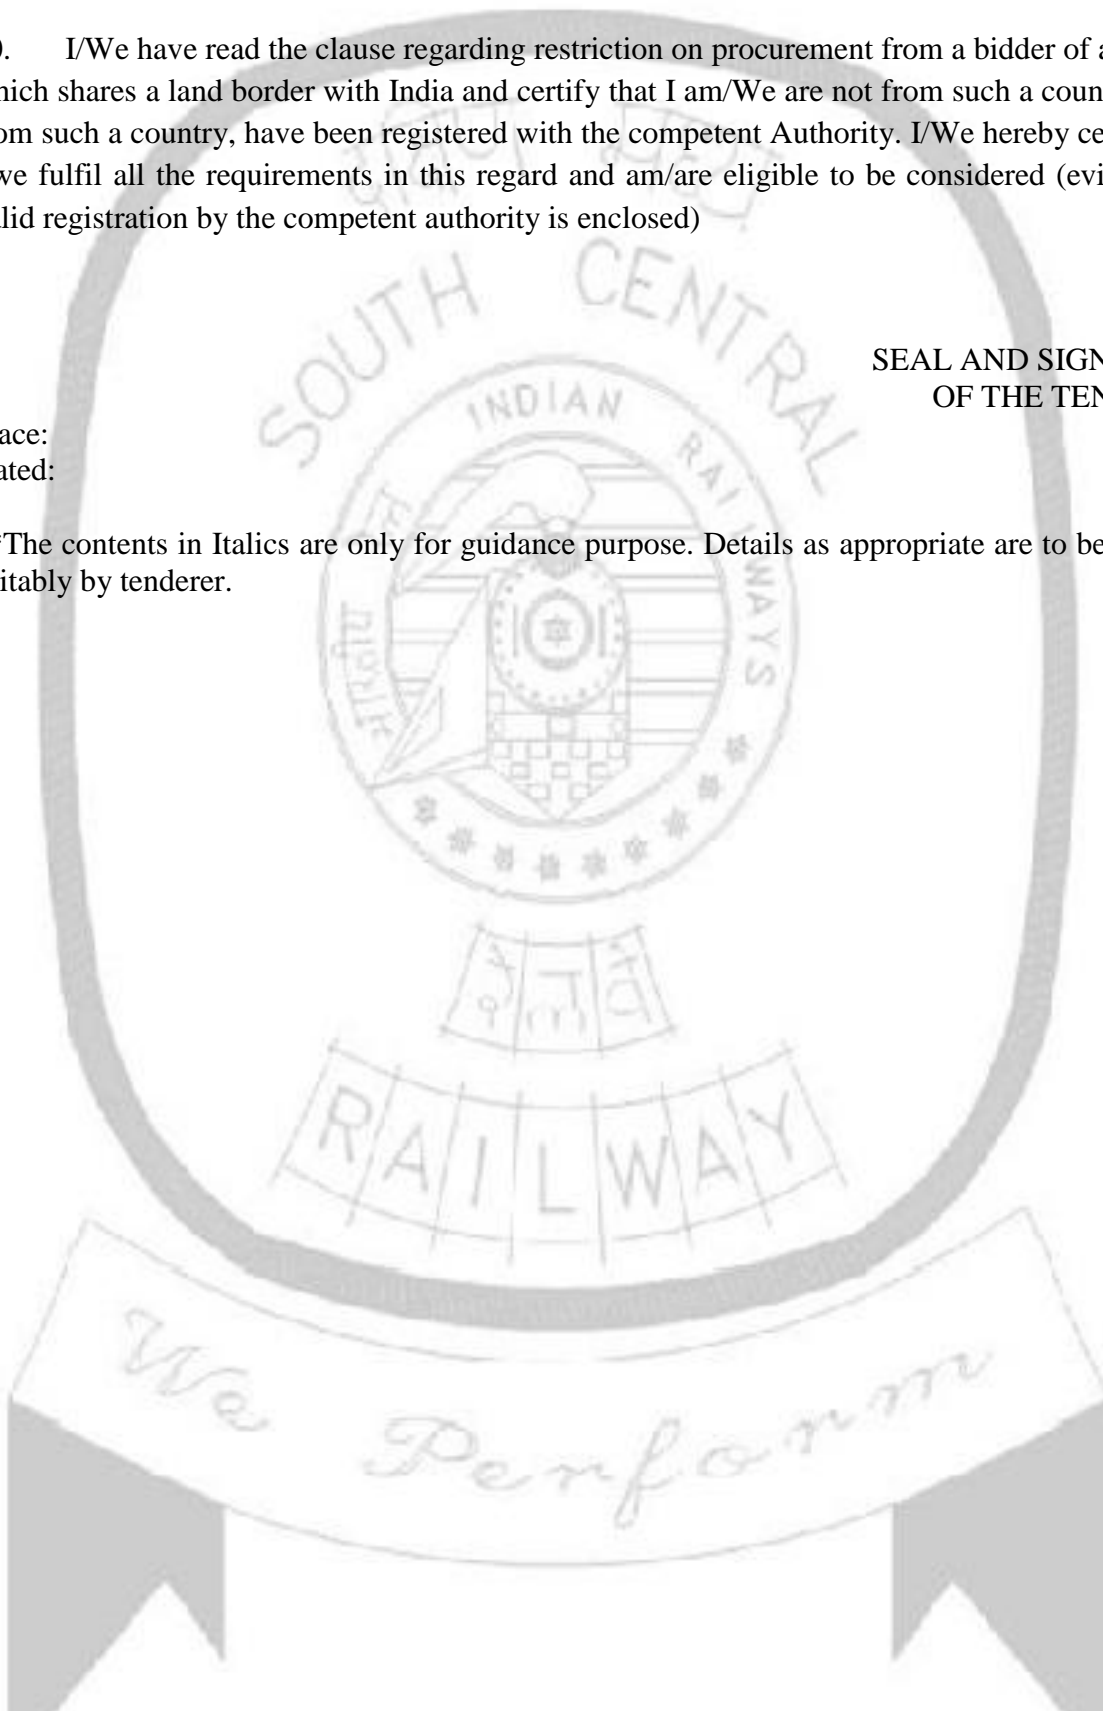 I/We have read the clause regarding restriction on procurement from a bidder of a
hich shares a land border with India and certify that I am/We are not from such a coun
om such a country, have been registered with the competent Authority. I/We hereby ce
we fulfil all the requirements in this regard and am/are eligible to be considered (evi
lid registration by the competent authority is enclosed)
SOUTH CENTRAL
SEAL AND SIGN
OF THE TEN
INDIAN RAILWAYS
ace:
ated:
*The contents in Italics are only for guidance purpose. Details as appropriate are to be
itably by tenderer.
भारतीय रेल
RAILWAY
We Perform